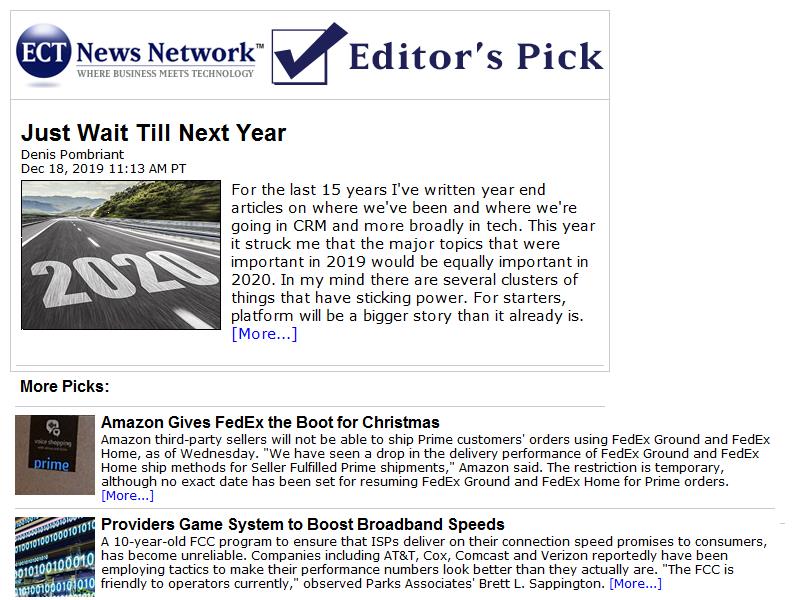 ECT News Network™
WHERE BUSINESS MEETS TECHNOLOGY
Editor's Pick
Just Wait Till Next Year
Denis Pombriant
Dec 18, 2019 11:13 AM PT
2020
For the last 15 years I've written year end
articles on where we've been and where we're
going in CRM and more broadly in tech. This year
it struck me that the major topics that were
important in 2019 would be equally important in
2020. In my mind there are several clusters of
things that have sticking power. For starters,
platform will be a bigger story than it already is.
[More...]
More Picks:
voice shopping
prime
Amazon Gives FedEx the Boot for Christmas
Amazon third-party sellers will not be able to ship Prime customers' orders using FedEx Ground and FedEx
Home, as of Wednesday. "We have seen a drop in the delivery performance of FedEx Ground and FedEx
Home ship methods for Seller Fulfilled Prime shipments," Amazon said. The restriction is temporary,
although no exact date has been set for resuming FedEx Ground and FedEx Home for Prime orders.
[More...]
Providers Game System to Boost Broadband Speeds
A 10-year-old FCC program to ensure that ISPs deliver on their connection speed promises to consumers,
has become unreliable. Companies including AT&T, Cox, Comcast and Verizon reportedly have been
employing tactics to make their performance numbers look better than they actually are. "The FCC is
friendly to operators currently," observed Parks Associates' Brett L. Sappington. [More...]